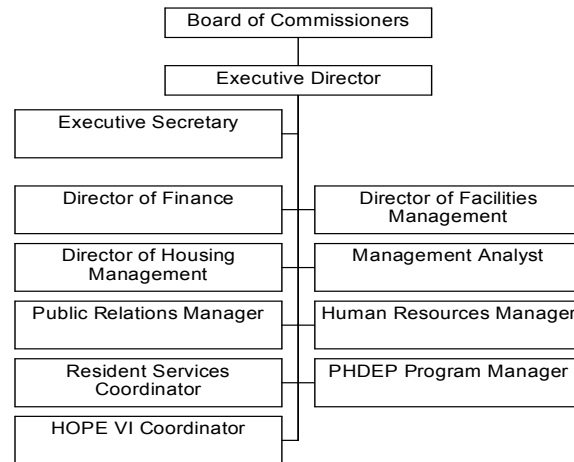 Board of Commissioners
Executive Director
Executive Secretary
Director of Finance
Director of Facilities
Management
Director of Housing
Management
Management Analyst
Public Relations Manager
Human Resources Manager
Resident Services
Coordinator
PHDEP Program Manager
HOPE VI Coordinator